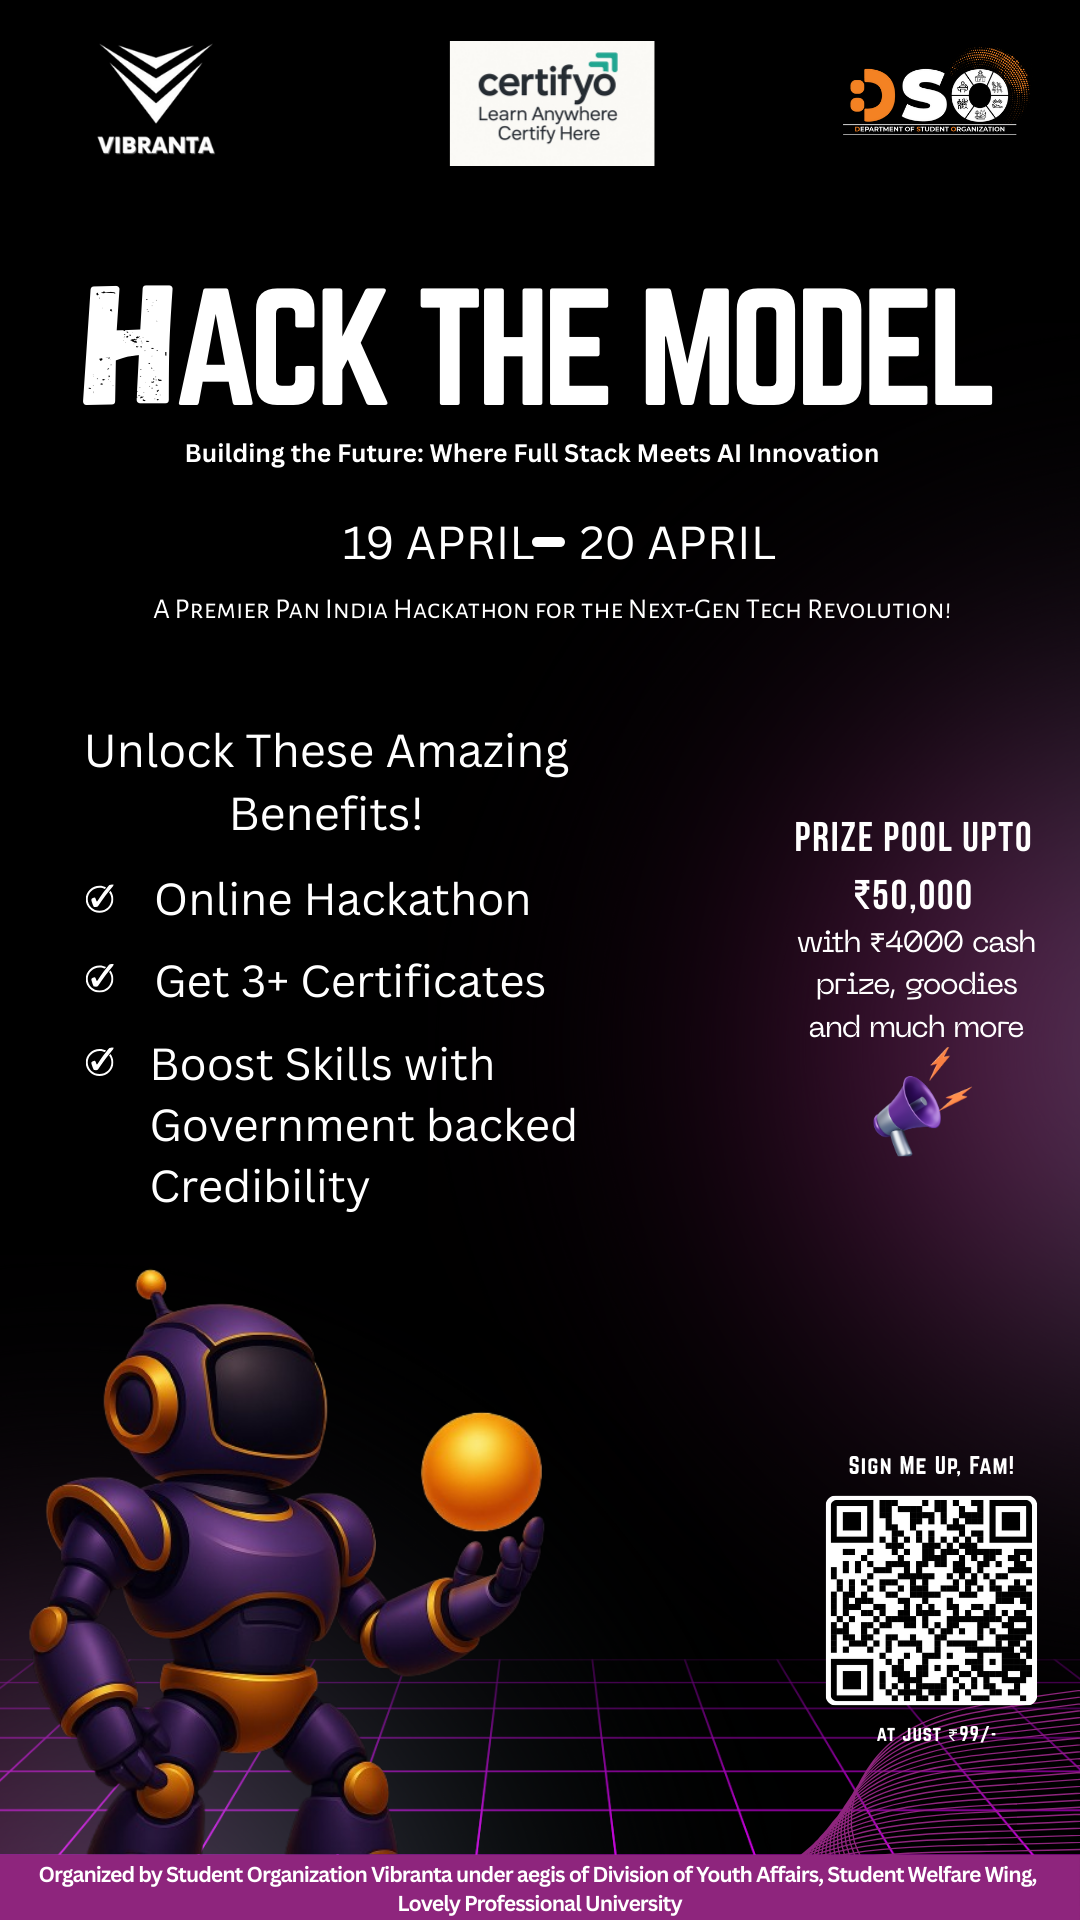 VIBRANTA
certifyo
Learn Anywhere
Certify Here
DSO
DEPARTMENT OF STUDENT ORGANIZATION
HACK THE MODEL
Building the Future: Where Full Stack Meets AI Innovation
19 APRIL– 20 APRIL
A Premier Pan India Hackathon for the Next-Gen Tech Revolution!
Unlock These Amazing
Benefits!
Online Hackathon
Get 3+ Certificates
Boost Skills with
Government backed
Credibility
PRIZE POOL UPTO
₹50,000
with ₹4000 cash
prize, goodies
and much more
Sign Me Up, Fam!
AT JUST ₹99/-
Organized by Student Organization Vibranta under aegis of Division of Youth Affairs, Student Welfare Wing,
Lovely Professional University